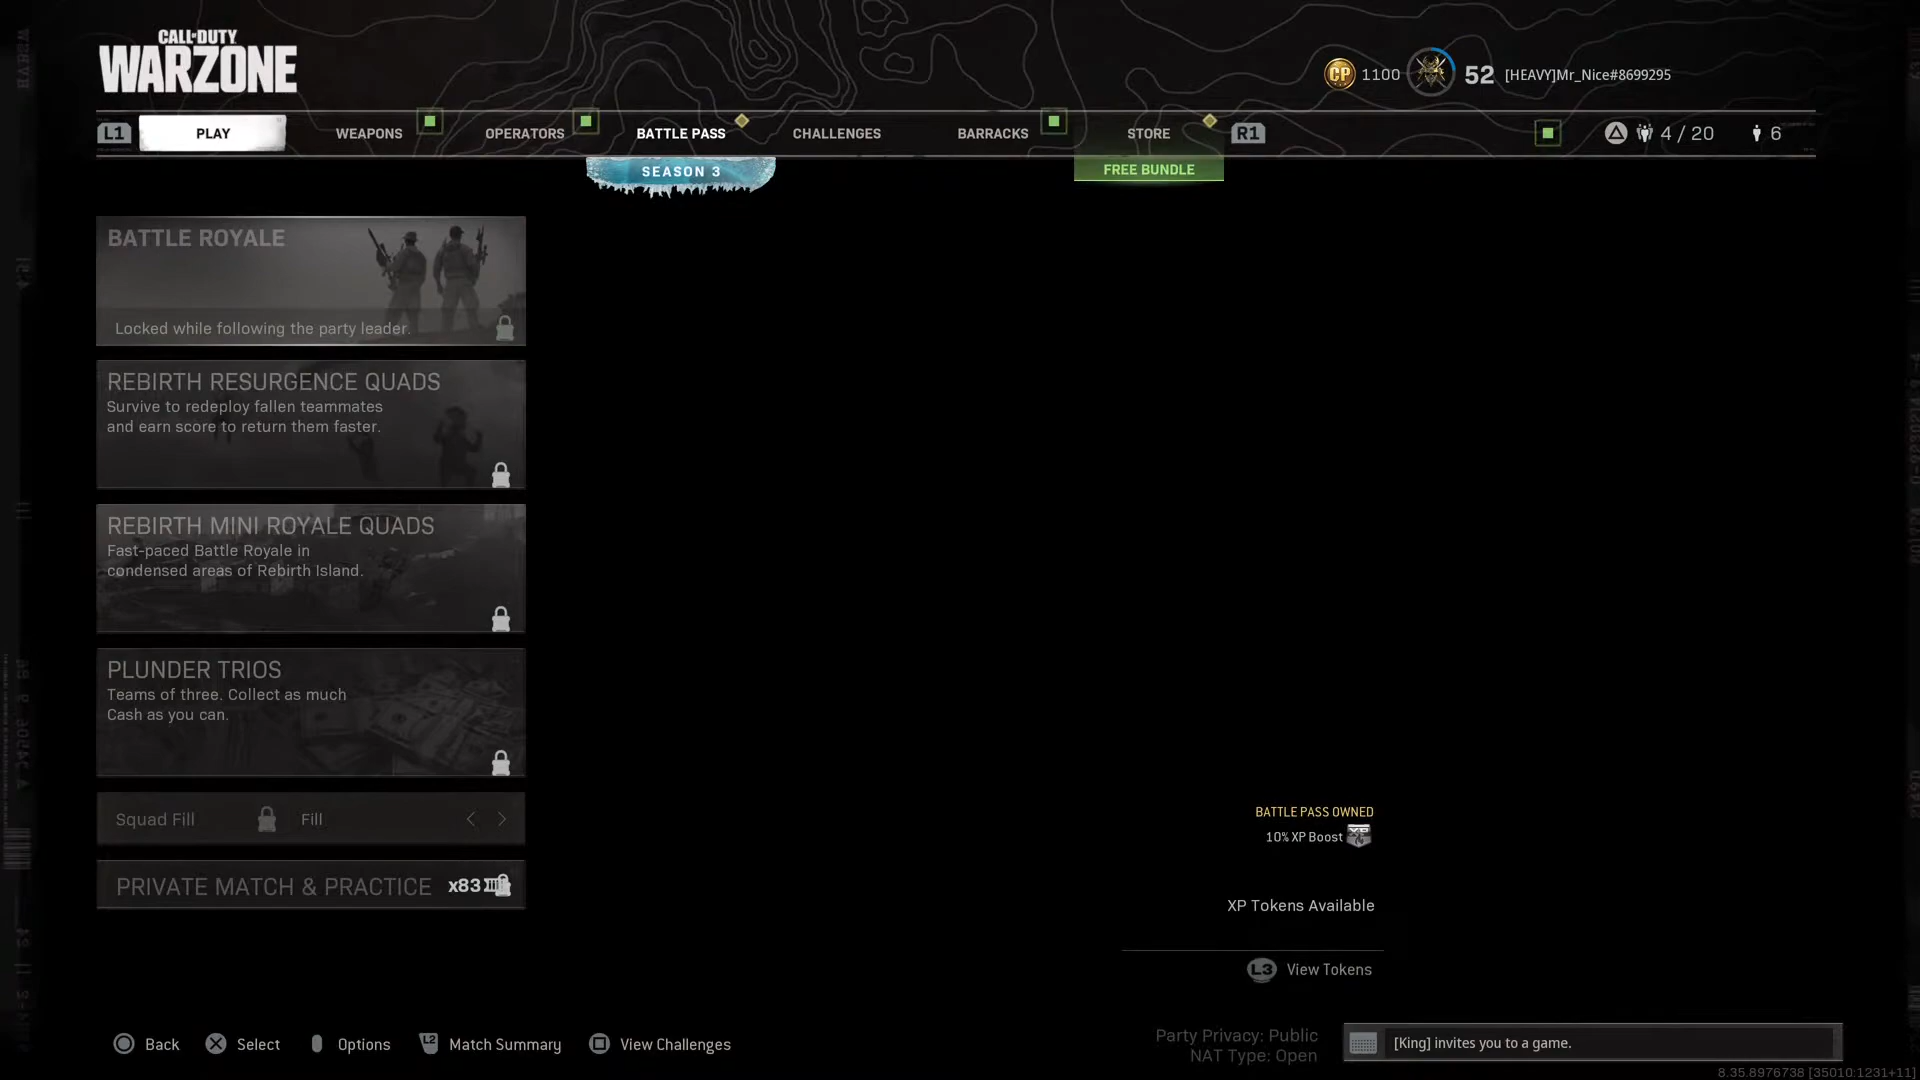 CALL OF DUTY
WARZONE
CP 1100
52 [HEAVY]Mr_Nice#8699295
L1 PLAY WEAPONS OPERATORS BATTLE PASS CHALLENGES BARRACKS STORE R1 4 / 20 6
SEASON 3
FREE BUNDLE
BATTLE ROYALE
Locked while following the party leader.
REBIRTH RESURGENCE QUADS
Survive to redeploy fallen teammates
and earn score to return them faster.
REBIRTH MINI ROYALE QUADS
Fast-paced Battle Royale in
condensed areas of Rebirth Island.
PLUNDER TRIOS
Teams of three. Collect as much
Cash as you can.
Squad Fill Fill
PRIVATE MATCH & PRACTICE x83
BATTLE PASS OWNED
10% XP Boost
XP Tokens Available
L3 View Tokens
Back Select Options L2 Match Summary View Challenges
Party Privacy: Public
NAT Type: Open
[King] invites you to a game.
8.35.8976738 [35010:1231+11]